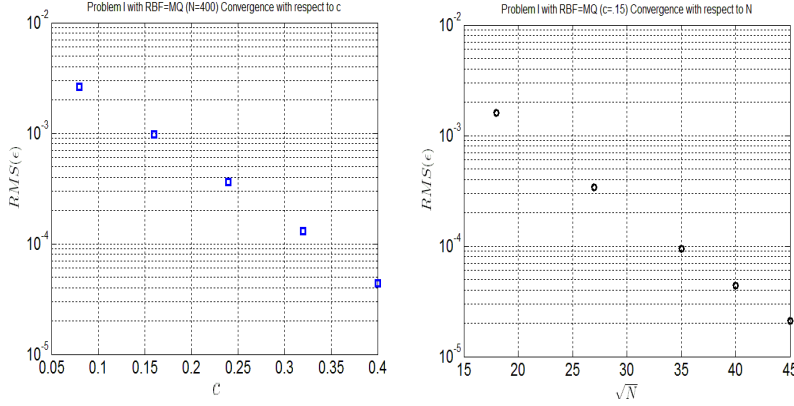 Problem I with RBF=MQ (N=400) Convergence with respect to c
10^-2
10^-3
10^-4
10^-5
RMS(ϵ)
0.05 0.1 0.15 0.2 0.25 0.3 0.35 0.4
c
Problem I with RBF=MQ (c=.15) Convergence with respect to N
10^-2
10^-3
10^-4
10^-5
RMS(ϵ)
15 20 25 30 35 40 45
√N